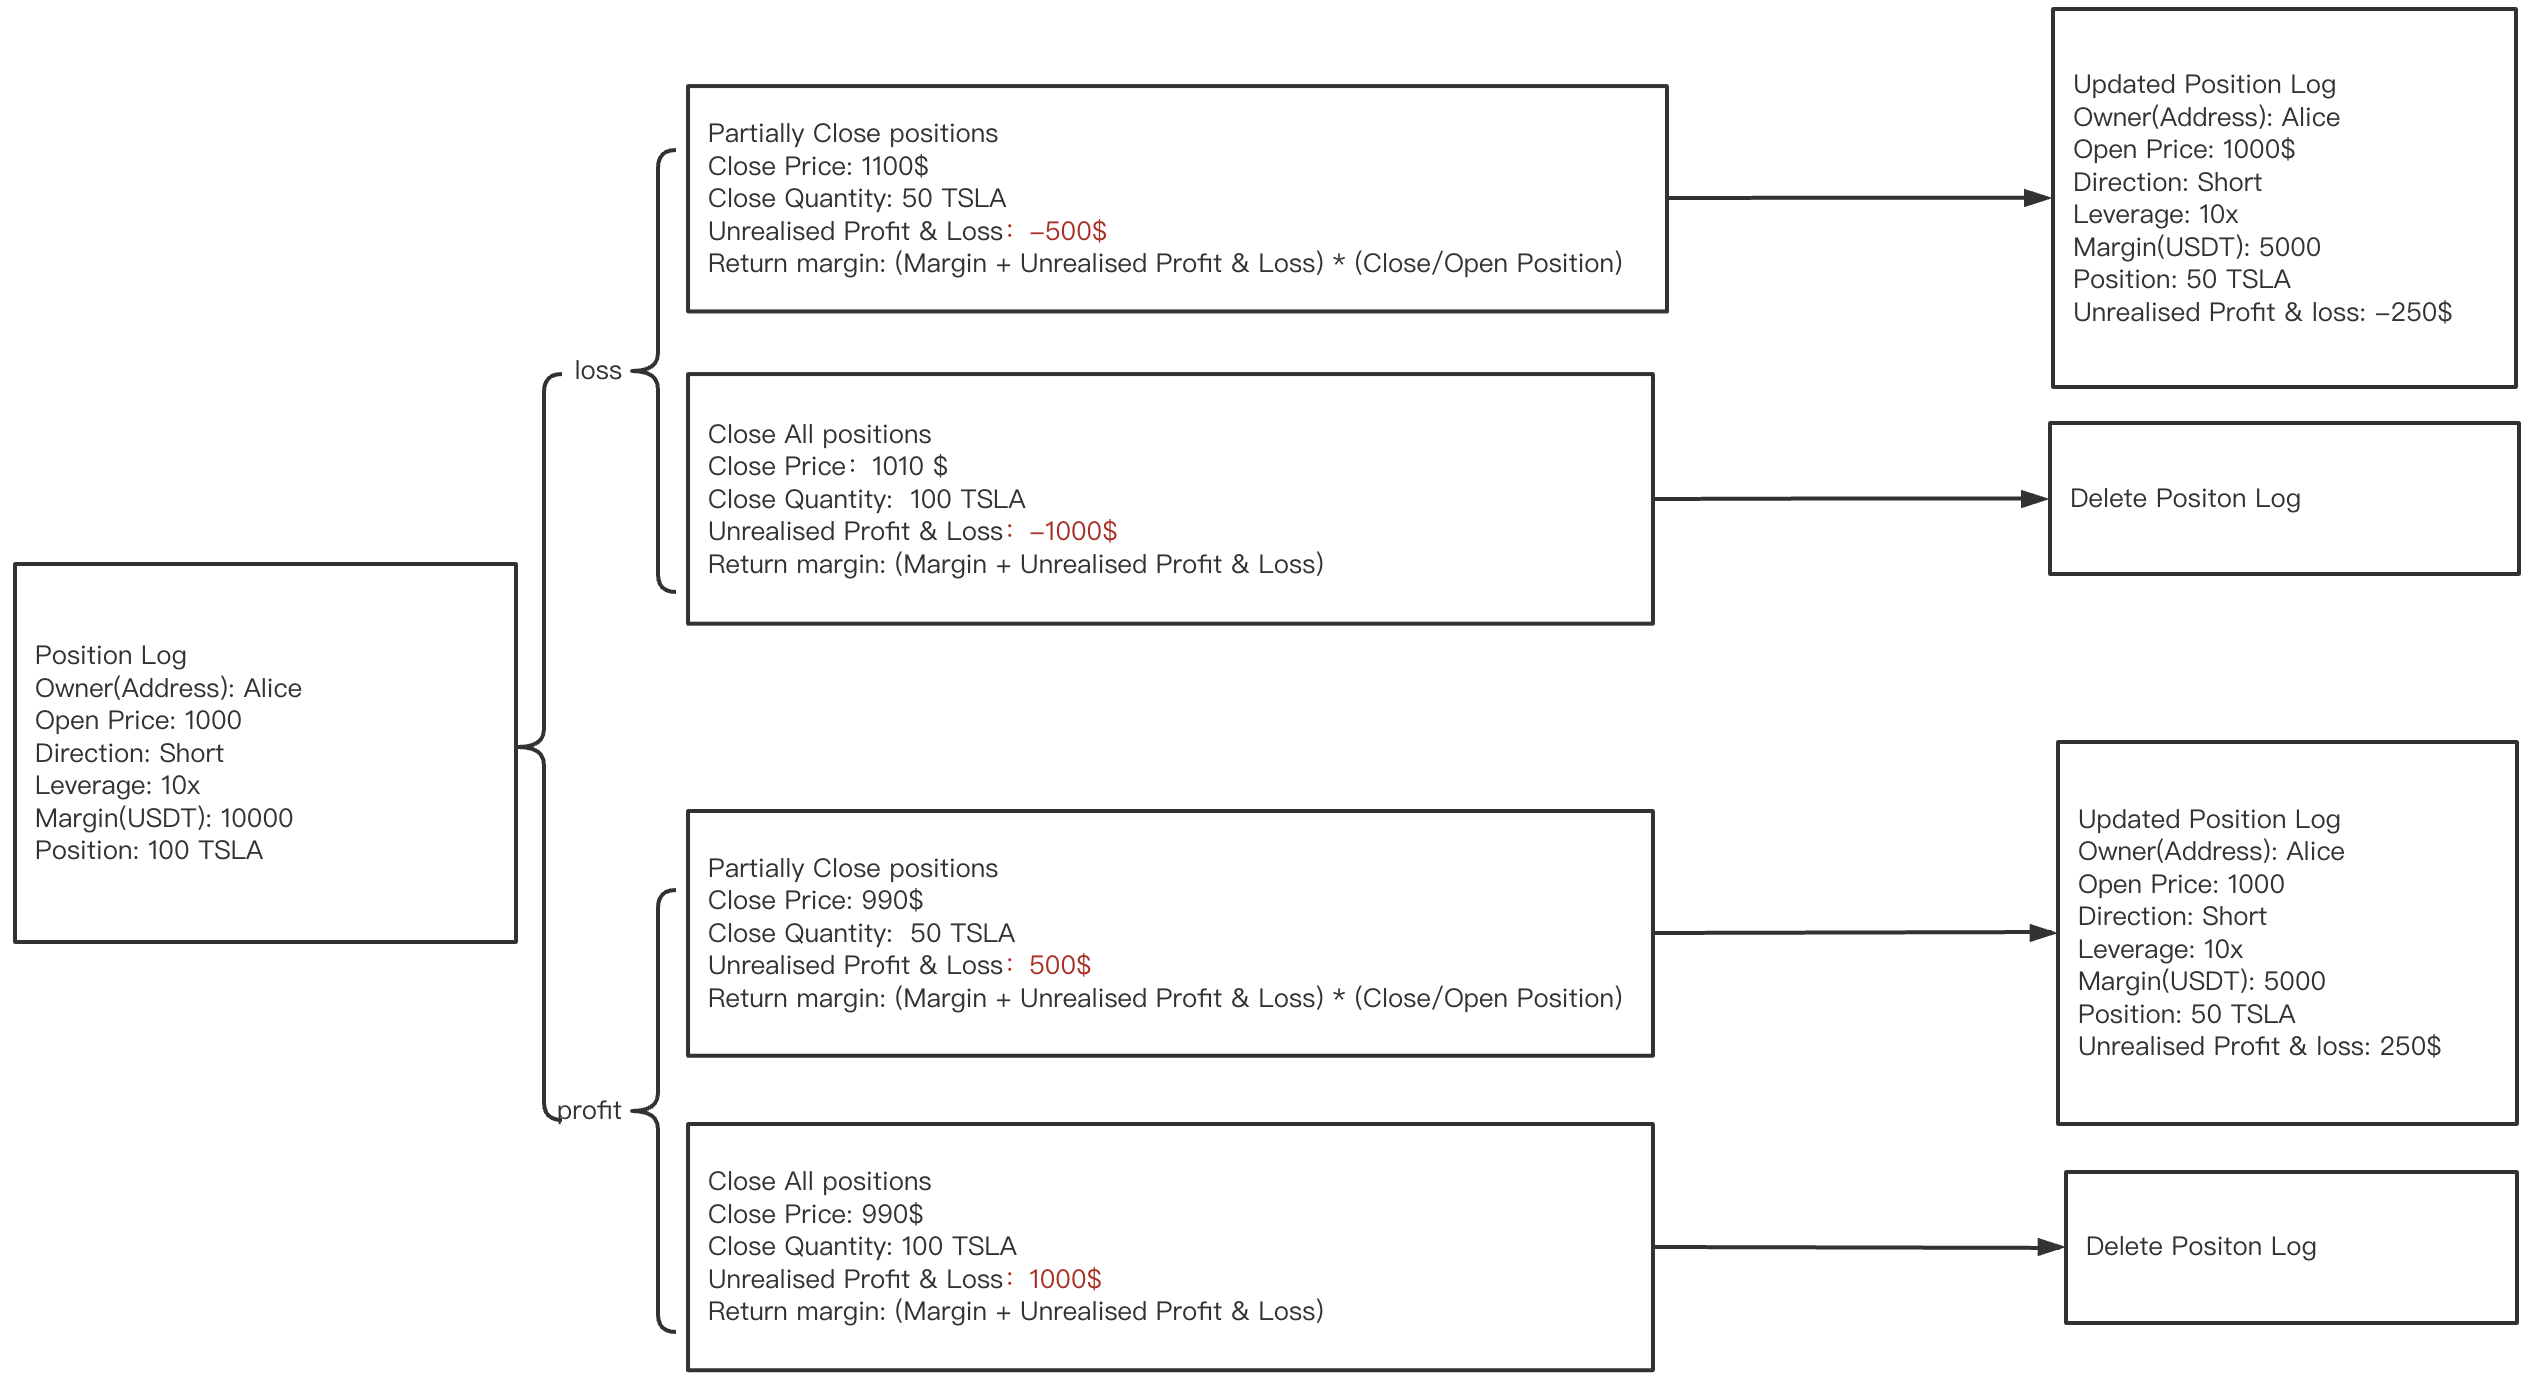 Position Log
Owner(Address): Alice
Open Price: 1000
Direction: Short
Leverage: 10x
Margin(USDT): 10000
Position: 100 TSLA
loss
Partially Close positions
Close Price: 1100$
Close Quantity: 50 TSLA
Unrealised Profit & Loss：-500$
Return margin: (Margin + Unrealised Profit & Loss) * (Close/Open Position)
Updated Position Log
Owner(Address): Alice
Open Price: 1000$
Direction: Short
Leverage: 10x
Margin(USDT): 5000
Position: 50 TSLA
Unrealised Profit & loss: -250$
Close All positions
Close Price：1010 $
Close Quantity:  100 TSLA
Unrealised Profit & Loss：-1000$
Return margin: (Margin + Unrealised Profit & Loss)
Delete Positon Log
profit
Partially Close positions
Close Price: 990$
Close Quantity:  50 TSLA
Unrealised Profit & Loss：500$
Return margin: (Margin + Unrealised Profit & Loss) * (Close/Open Position)
Updated Position Log
Owner(Address): Alice
Open Price: 1000
Direction: Short
Leverage: 10x
Margin(USDT): 5000
Position: 50 TSLA
Unrealised Profit & loss: 250$
Close All positions
Close Price: 990$
Close Quantity: 100 TSLA
Unrealised Profit & Loss：1000$
Return margin: (Margin + Unrealised Profit & Loss)
Delete Positon Log